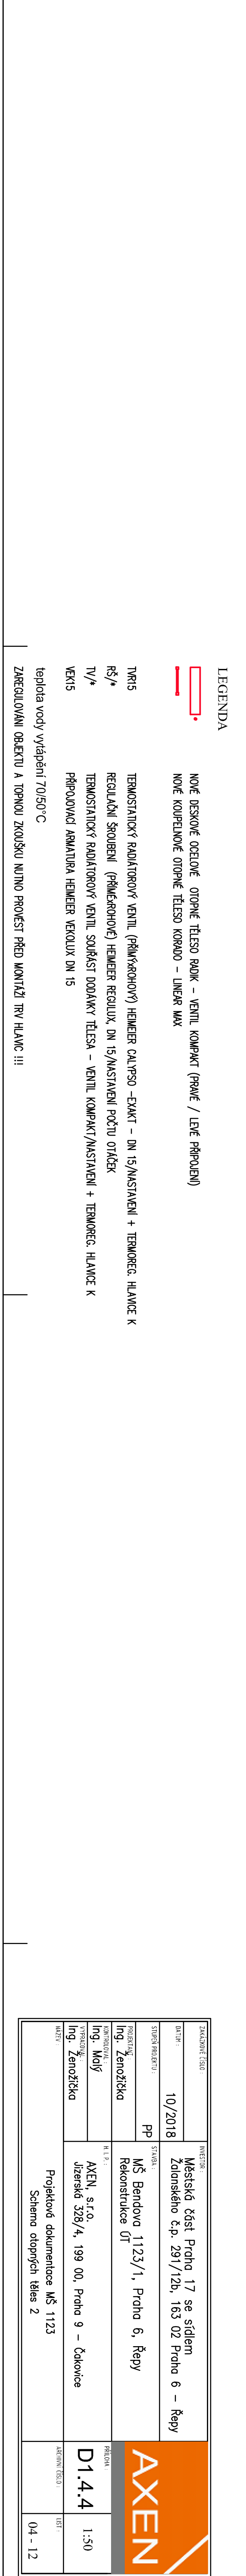 LEGENDA
NOVÉ DESKOVÉ OCELOVÉ OTOPNÉ TĚLESO RADIK – VENTIL KOMPAKT (PRAVÉ / LEVÉ PŘIPOJENÍ)
NOVÉ KOUPELNOVÉ OTOPNÉ TĚLESO KORADO – LINEAR MAX
TVR15 TERMOSTATICKÝ RADIÁTOROVÝ VENTIL (PŘÍMÝxROHOVÝ) HEIMEIER CALYPSO –EXAKT – DN 15/NASTAVENÍ + TERMOREG. HLAVICE K
RŠ/* REGULAČNÍ ŠROUBENÍ (PŘÍMÉxROHOVÉ) HEIMEIER REGULUX, DN 15/NASTAVENÍ POČTU OTÁČEK
TV/* TERMOSTATICKÝ RADIÁTOROVÝ VENTIL SOUČÁST DODÁVKY TĚLESA – VENTIL KOMPAKT/NASTAVENÍ + TERMOREG. HLAVICE K
VEK15 PŘIPOJOVACÍ ARMATURA HEIMEIER VEKOLUX DN 15
teplota vody vytápění 70/50°C
ZAREGULOVÁNÍ OBJEKTU A TOPNOU ZKOUŠKU NUTNO PROVÉST PŘED MONTÁŽÍ TRV HLAVIC !!!
ZAKÁZKOVÉ ČÍSLO :
INVESTOR :
Městská část Praha 17 se sídlem
Žalanského č.p. 291/12b, 163 02 Praha 6 – Řepy
DATUM :
10/2018
STUPEŇ PROJEKTU :
PP
STAVBA :
MŠ Bendova 1123/1, Praha 6, Řepy
Rekonstrukce ÚT
PROJEKTANT :
Ing. Ženožička
KONTROLOVAL :
Ing. Malý
VYPRACOVAL :
Ing. Ženožička
H. I. P. :
AXEN, s.r.o.
Jizerská 328/4, 199 00, Praha 9 – Čakovice
NÁZEV :
Projektová dokumentace MŠ 1123
Schema otopných těles 2
AXEN
PŘÍLOHA :
D1.4.4
1:50
ARCHIVNÍ ČÍSLO :
LIST :
04 - 12